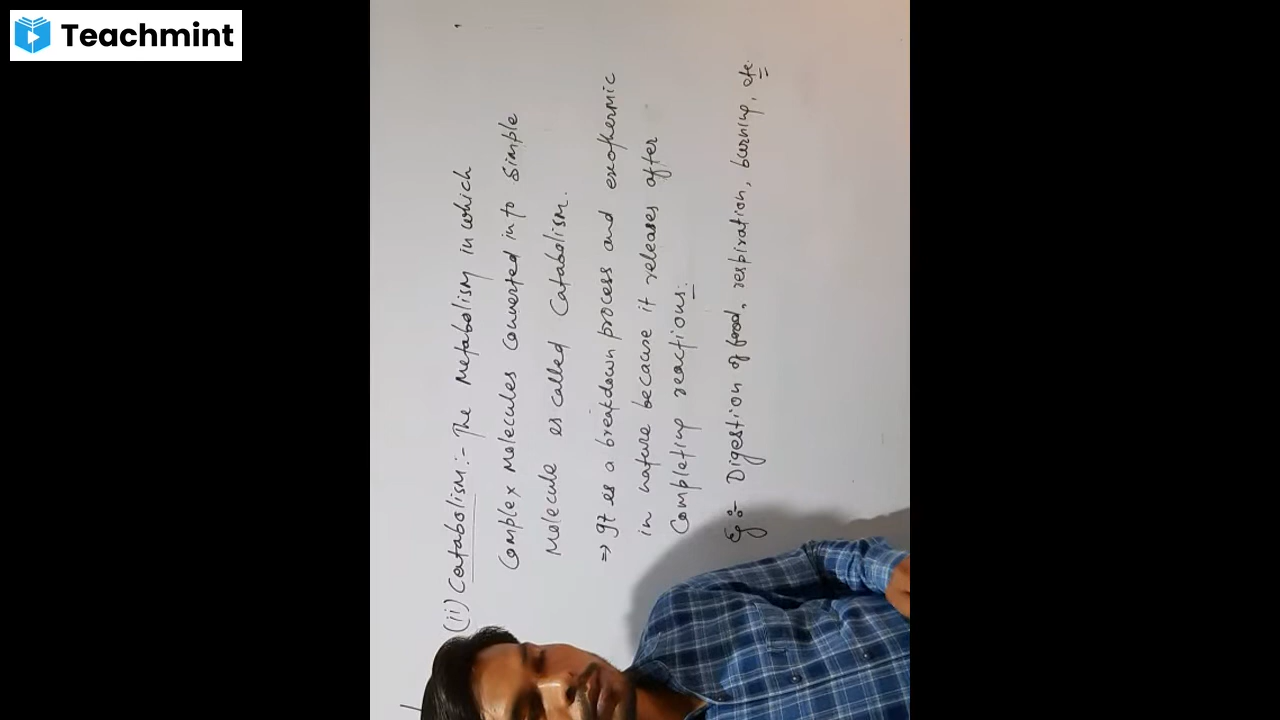 Teachmint
(ii) Catabolism:- The Metabolism in which
Complex Molecules Converted in to Simple
Molecule is called Catabolism.
⇒ It is a breakdown process and exothermic
in nature because it releases after
Completing reactions.
Eg:- Digestion of food, respiration, burning, etc.